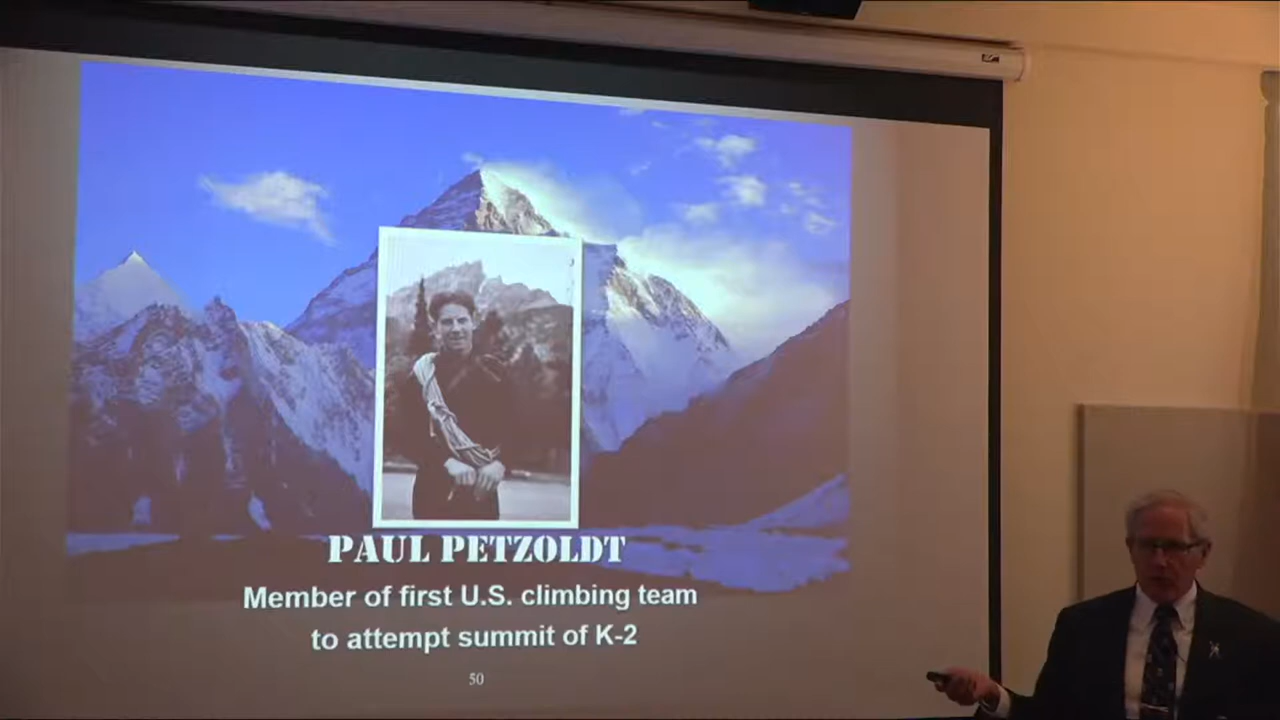 PAUL PETZOLDT
Member of first U.S. climbing team
to attempt summit of K-2
50